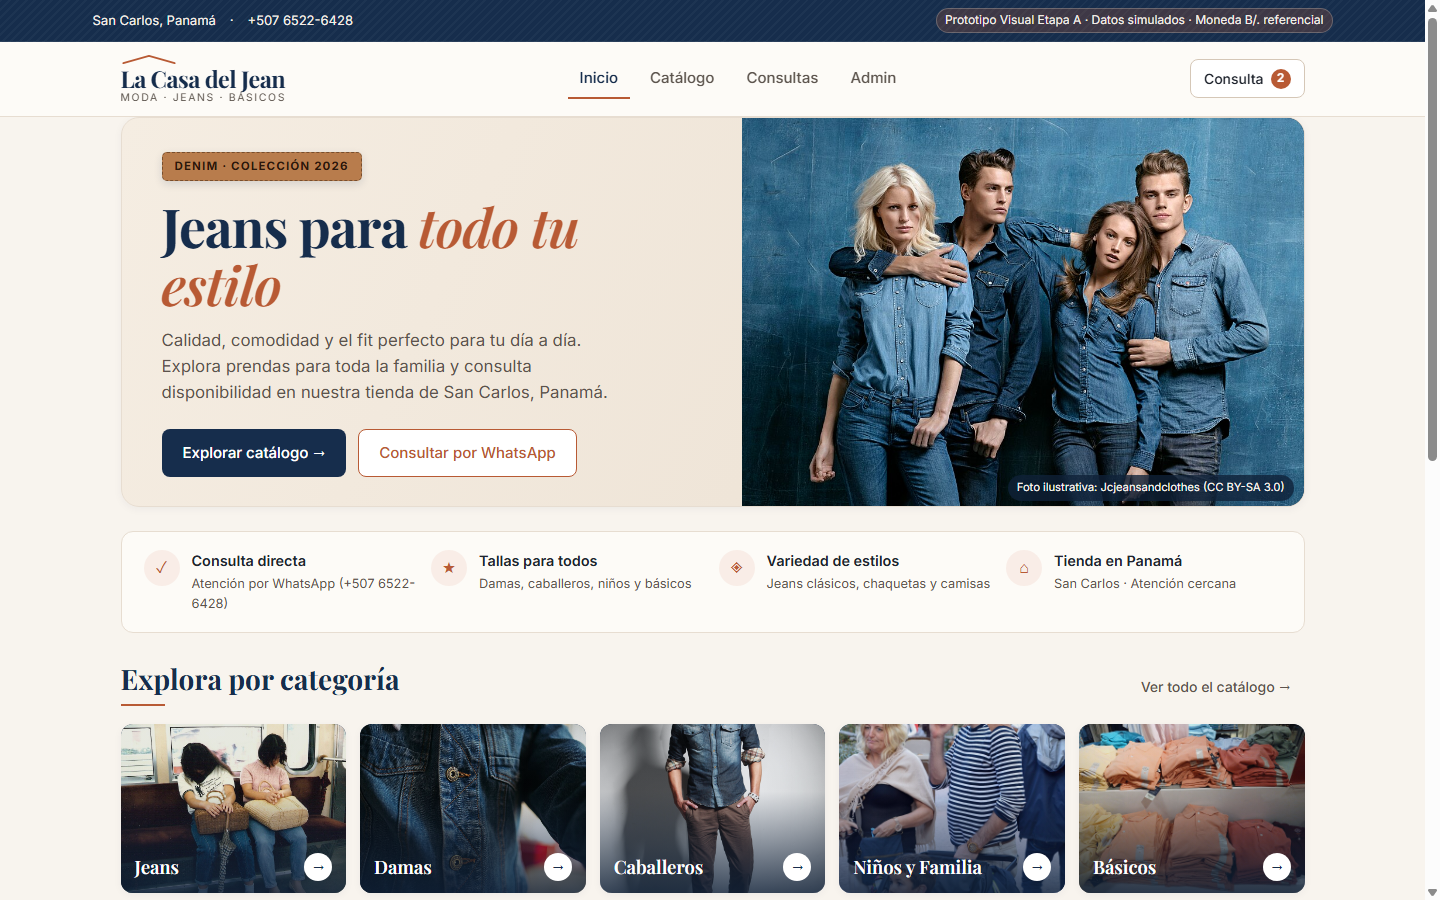 San Carlos, Panamá · +507 6522-6428
Prototipo Visual Etapa A · Datos simulados · Moneda B/. referencial
La Casa del Jean
MODA · JEANS · BÁSICOS
Inicio
Catálogo
Consultas
Admin
Consulta 2
DENIM · COLECCIÓN 2026
Jeans para todo tu
estilo
Calidad, comodidad y el fit perfecto para tu día a día.
Explora prendas para toda la familia y consulta
disponibilidad en nuestra tienda de San Carlos, Panamá.
Explorar catálogo →
Consultar por WhatsApp
Foto ilustrativa: Jcjeansandclothes (CC BY-SA 3.0)
Consulta directa
Atención por WhatsApp (+507 6522-
6428)
Tallas para todos
Damas, caballeros, niños y básicos
Variedad de estilos
Jeans clásicos, chaquetas y camisas
Tienda en Panamá
San Carlos · Atención cercana
Explora por categoría
Ver todo el catálogo →
Jeans →
Damas →
Caballeros →
Niños y Familia →
Básicos →